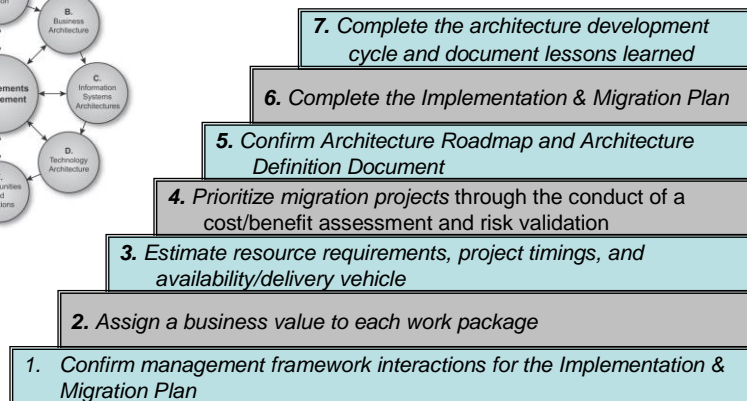 B.
Business
Architecture
C.
Information
Systems
Architectures
D.
Technology
Architecture
7. Complete the architecture development
cycle and document lessons learned
6. Complete the Implementation & Migration Plan
5. Confirm Architecture Roadmap and Architecture
Definition Document
4. Prioritize migration projects through the conduct of a
cost/benefit assessment and risk validation
3. Estimate resource requirements, project timings, and
availability/delivery vehicle
2. Assign a business value to each work package
1. Confirm management framework interactions for the Implementation &
Migration Plan